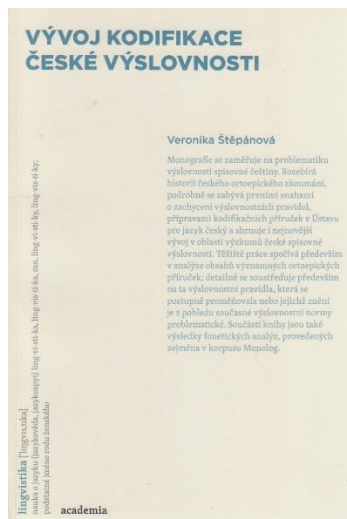 VÝVOJ KODIFIKACE
ČESKÉ VÝSLOVNOSTI
Veronika Štěpánová
Monografie se zaměřuje na problematiku
výslovnosti spisovné češtiny. Rozebírá
historii českého ortoepického zkoumání,
podrobně se zabývá prvními snahami
o zachycení výslovnostních pravidel,
přípravami kodifikačních příruček v Ústavu
pro jazyk český a shrnuje i nejnovější
vývoj v oblasti výzkumů české spisovné
výslovnosti. Těžiště práce spočívá především
v analýze obsahů významných ortoepických
příruček; detailně se soustřeďuje především
na ta výslovnostní pravidla, která se
postupně proměňovala nebo jejichž znění
je z pohledu současné výslovnostní normy
problematické. Součástí knihy jsou také
výsledky fonetických analýz, provedených
zejména v korpusu Monolog.
lingvistika [lɪŋgvɪstɪka]
nauka o jazyku (jazykověda, jazykozpyt) ling-vi-sti-ka, ling-vis-ti-ka, mn. ling-vi-sti-ky, ling-vis-ti-ky;
podstatné jméno rodu ženského
academia